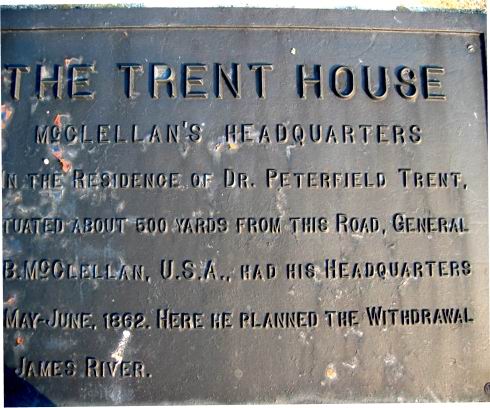 THE TRENT HOUSE
McCLELLAN'S HEADQUARTERS
N THE RESIDENCE OF DR. PETERFIELD TRENT,
TUATED ABOUT 500 YARDS FROM THIS ROAD, GENERAL
B. McCLELLAN, U.S.A., HAD HIS HEADQUARTERS
MAY-JUNE, 1862. HERE HE PLANNED THE WITHDRAWAL
JAMES RIVER.